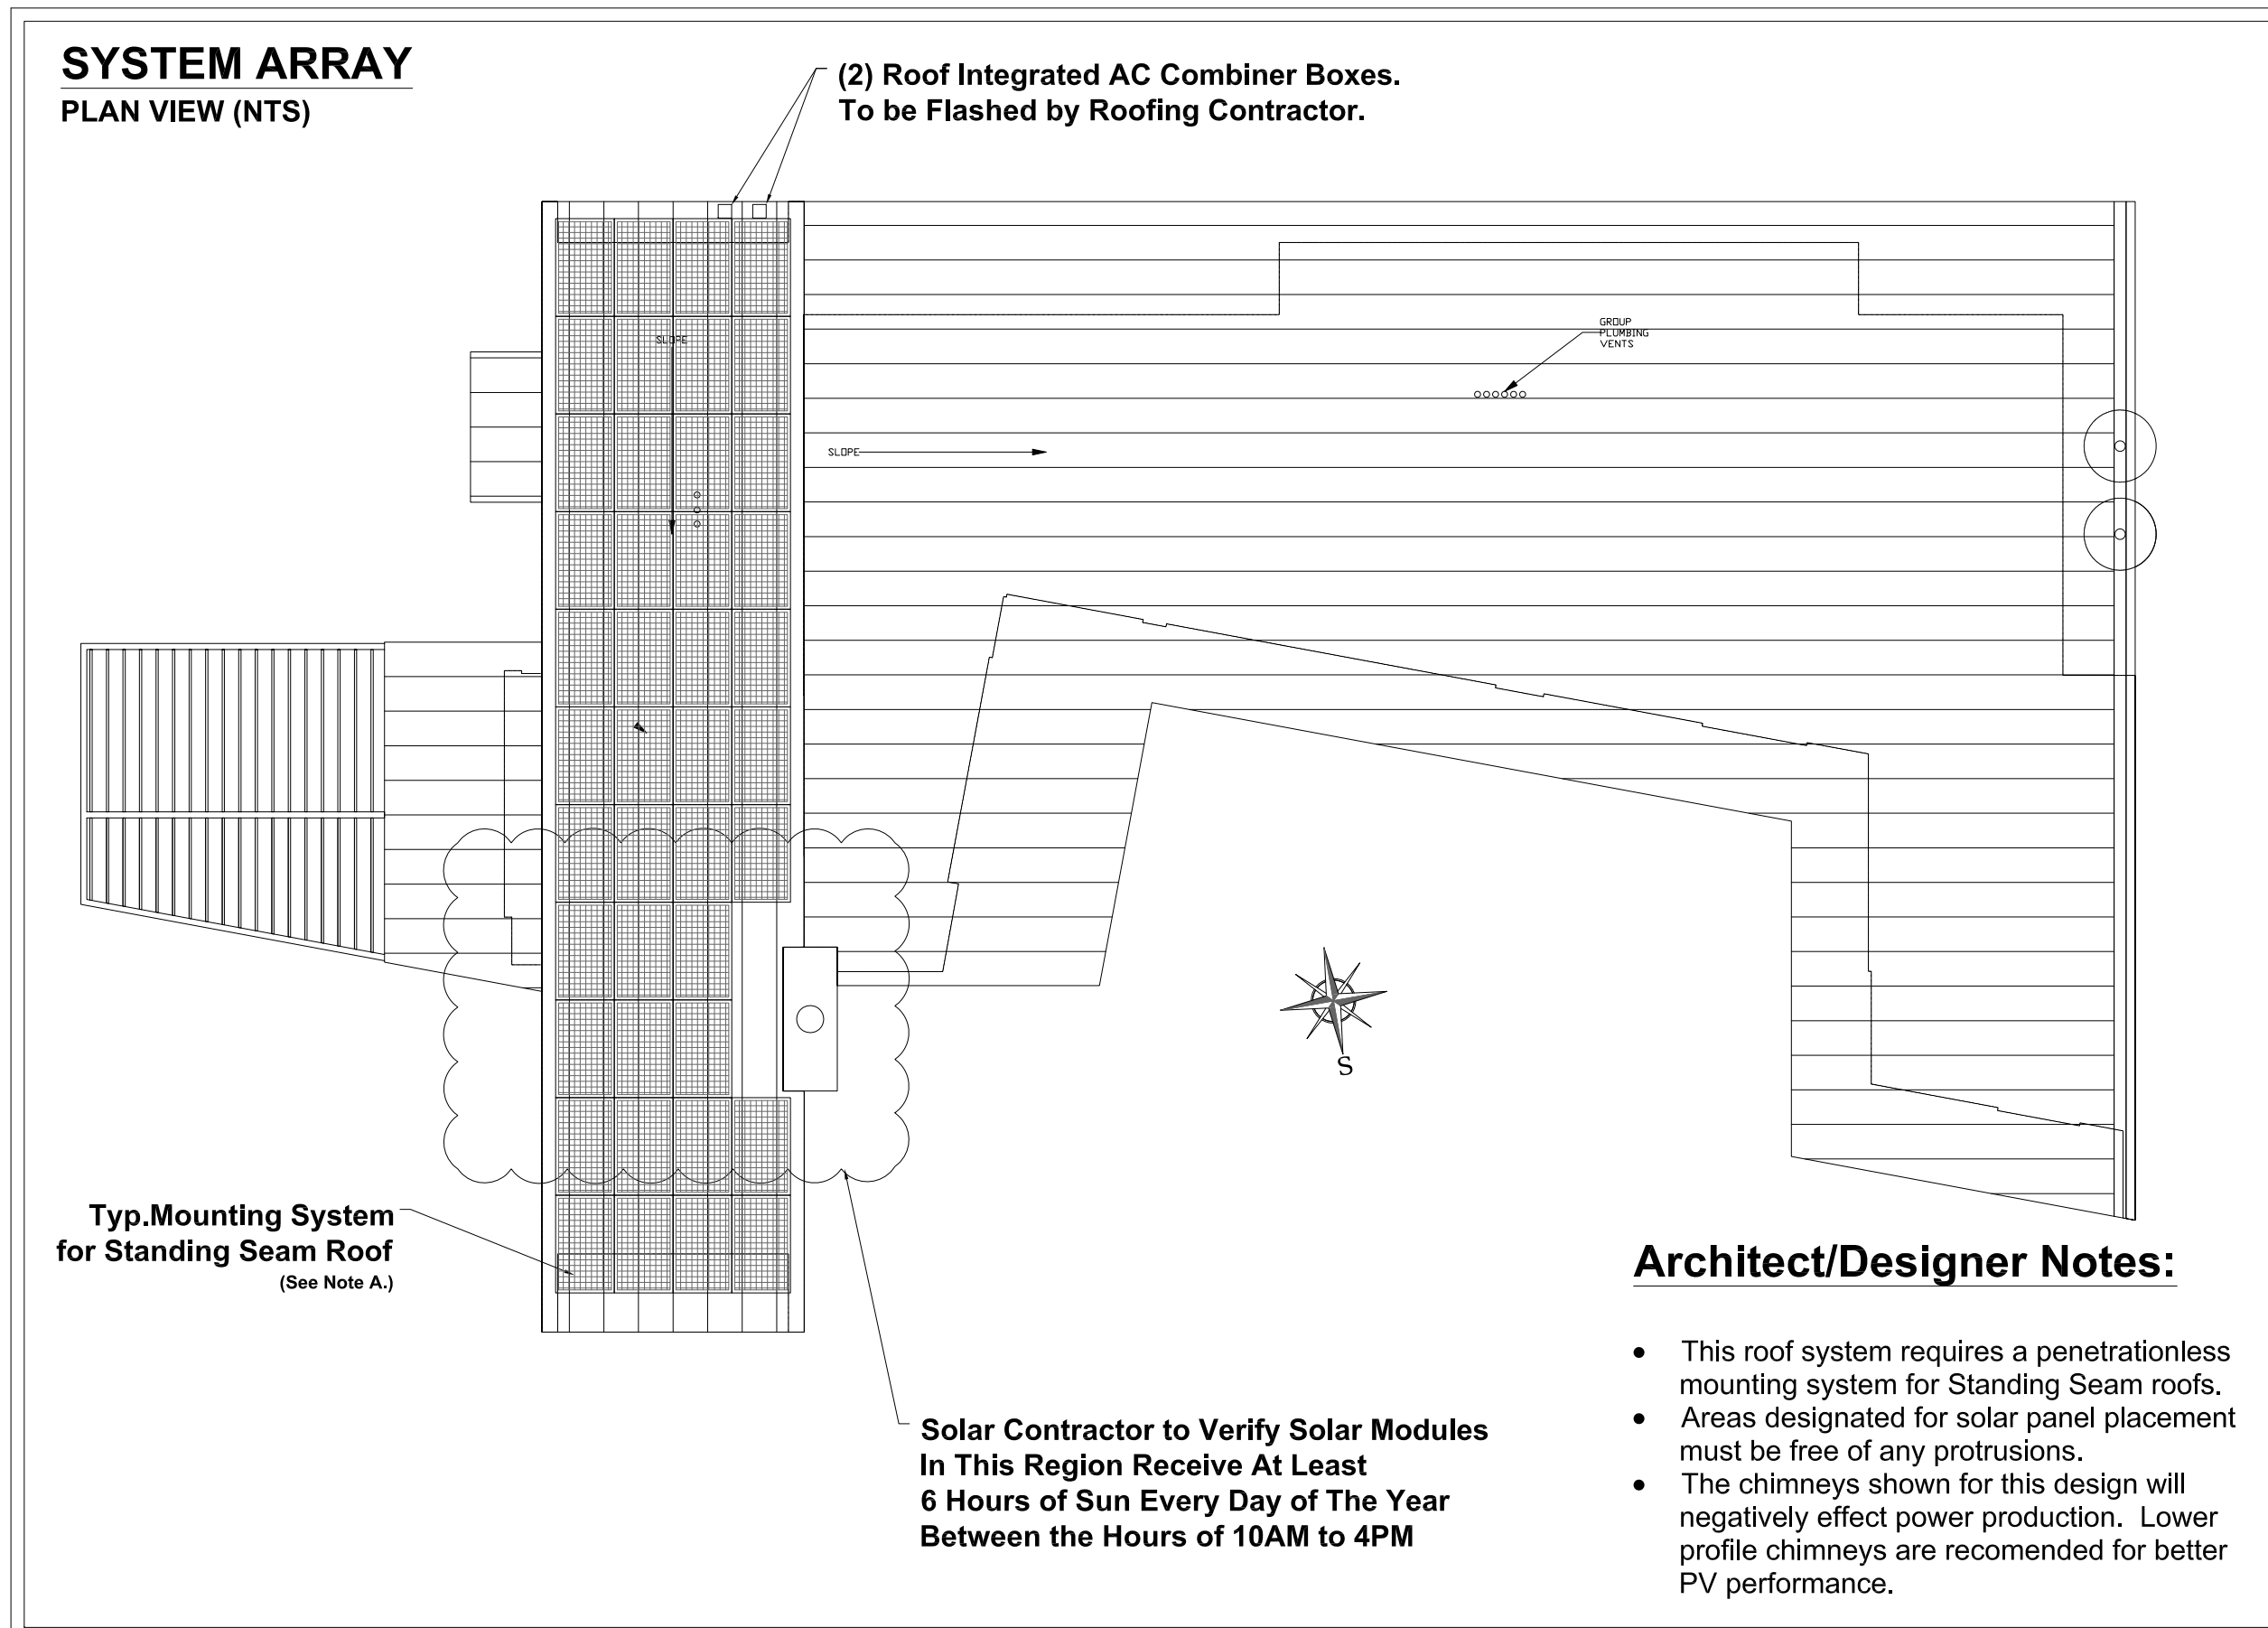 SYSTEM ARRAY
PLAN VIEW (NTS)
(2) Roof Integrated AC Combiner Boxes.
To be Flashed by Roofing Contractor.
SLOPE
GROUP
PLUMBING
VENTS
SLOPE
S
Typ.Mounting System
for Standing Seam Roof
(See Note A.)
Solar Contractor to Verify Solar Modules
In This Region Receive At Least
6 Hours of Sun Every Day of The Year
Between the Hours of 10AM to 4PM
Architect/Designer Notes:
• This roof system requires a penetrationless
mounting system for Standing Seam roofs.
• Areas designated for solar panel placement
must be free of any protrusions.
• The chimneys shown for this design will
negatively effect power production. Lower
profile chimneys are recomended for better
PV performance.